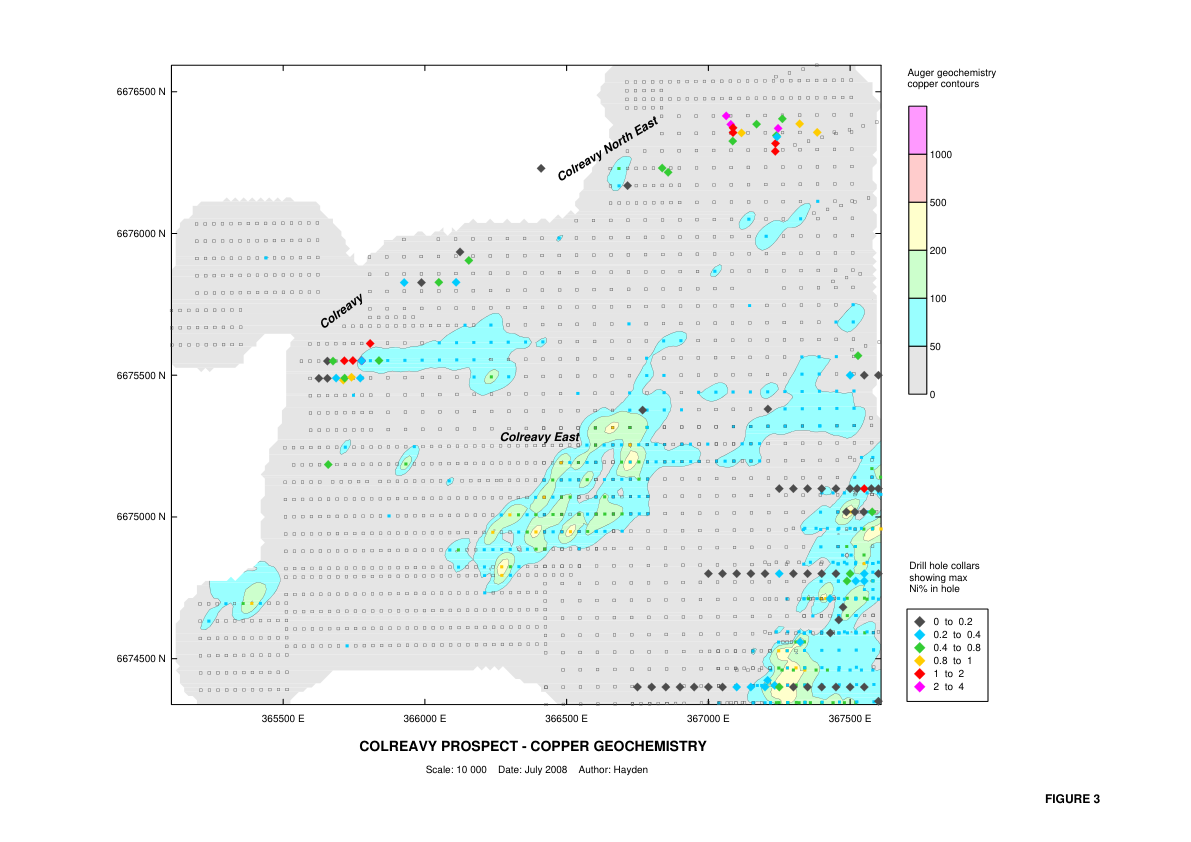 Auger geochemistry
copper contours
1000
500
200
100
50
0
6676500 N
6676000 N
6675500 N
6675000 N
6674500 N
Colreavy North East
Colreavy
Colreavy East
Drill hole collars
showing max
Ni% in hole
0 to 0.2
0.2 to 0.4
0.4 to 0.8
0.8 to 1
1 to 2
2 to 4
365500 E
366000 E
366500 E
367000 E
367500 E
COLREAVY PROSPECT - COPPER GEOCHEMISTRY
Scale: 10 000 Date: July 2008 Author: Hayden
FIGURE 3